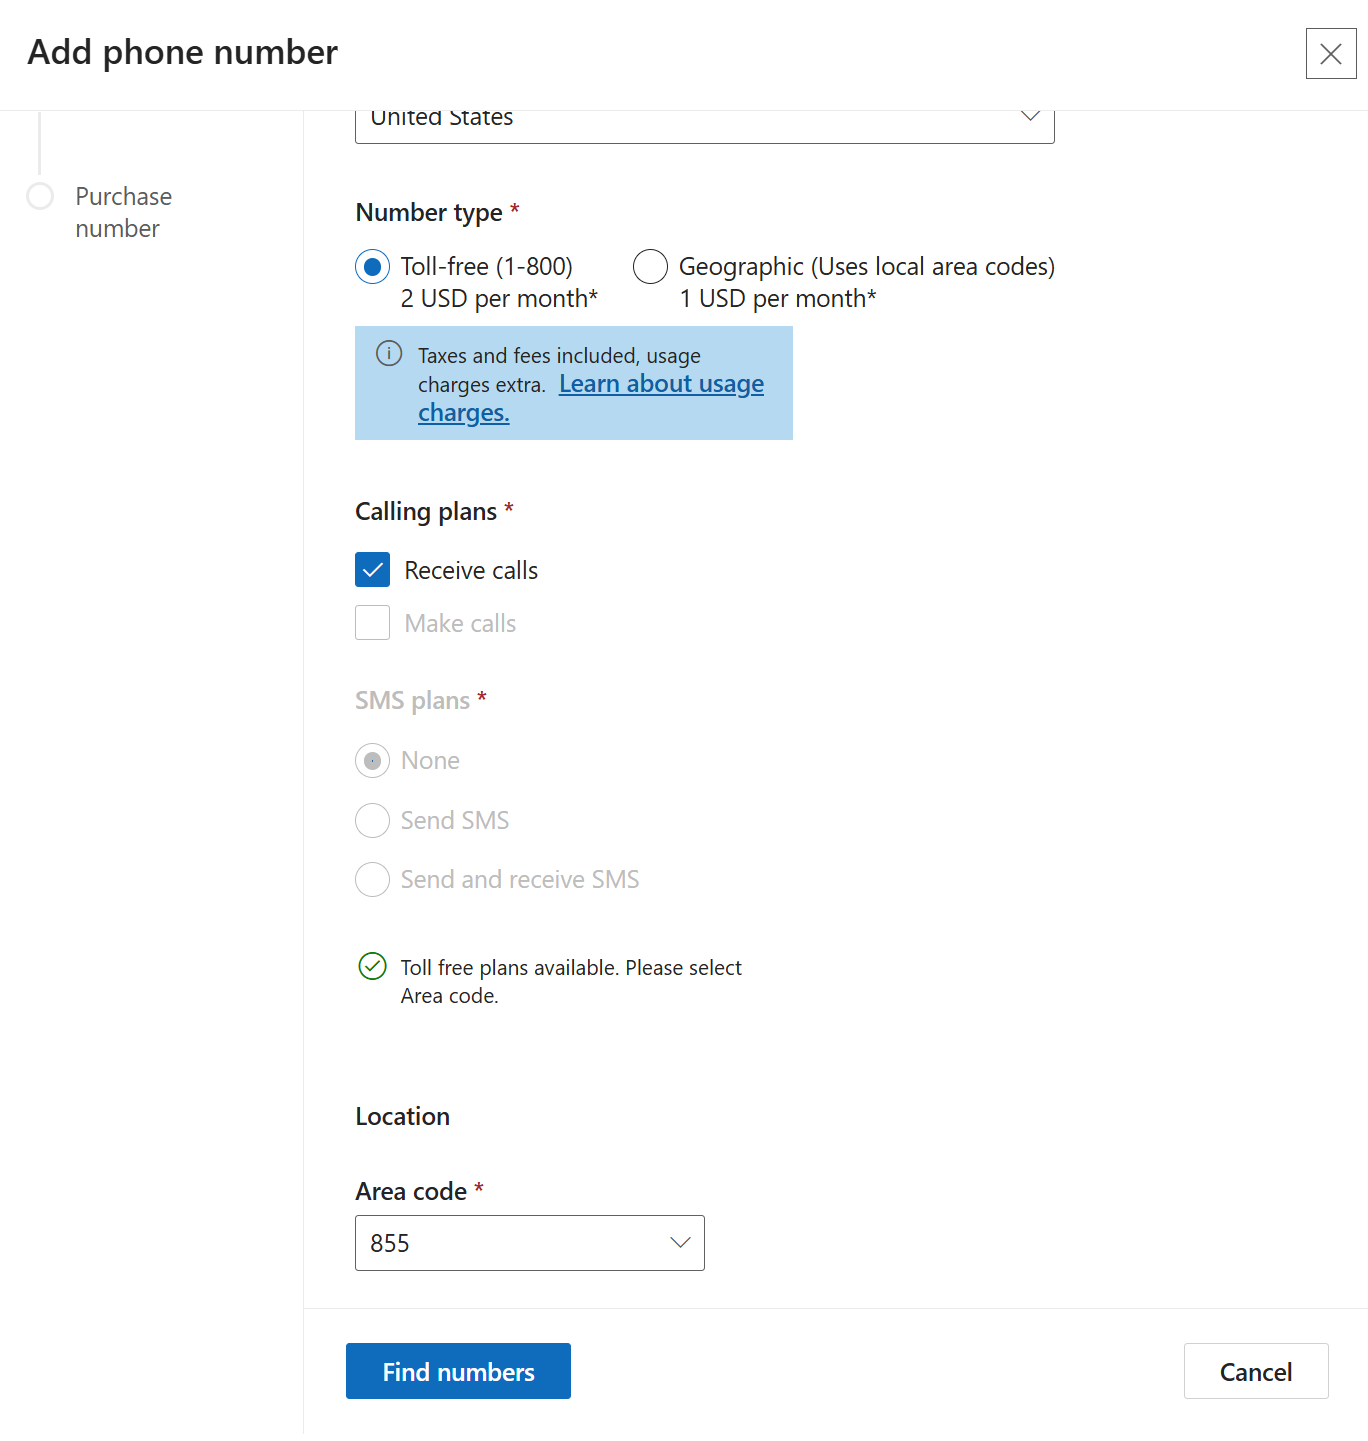 Add phone number
United States
Purchase
number
Number type *
Toll-free (1-800)
2 USD per month*
Geographic (Uses local area codes)
1 USD per month*
Taxes and fees included, usage
charges extra. Learn about usage
charges.
Calling plans *
Receive calls
Make calls
SMS plans *
None
Send SMS
Send and receive SMS
Toll free plans available. Please select
Area code.
Location
Area code *
855
Find numbers
Cancel